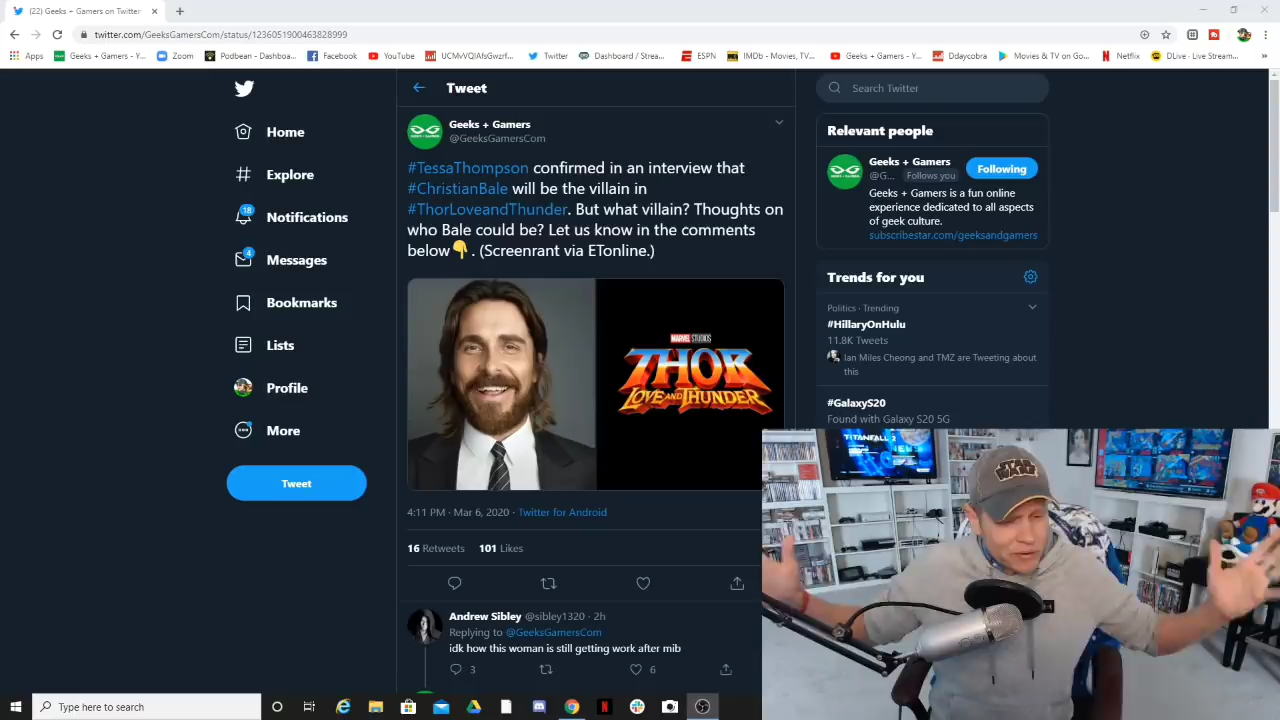 (22) Geeks + Gamers on Twitter
twitter.com/GeeksGamersCom/status/1236051900463828999
Apps
Geeks + Gamers - Y...
Zoom
Podbean - Dashboa...
Facebook
YouTube
Twitter
Dashboard / Strea...
ESPN
IMDb - Movies, TV...
Geeks + Gamers - Y...
Ddaycobra
Movies & TV on Go...
Netflix
DLive · Live Stream...
Home
Explore
18
Notifications
4
Messages
Bookmarks
Lists
Profile
More
Tweet
Tweet
Geeks + Gamers
@GeeksGamersCom
#TessaThompson confirmed in an interview that
#ChristianBale will be the villain in
#ThorLoveandThunder. But what villain? Thoughts on
who Bale could be? Let us know in the comments
below👇. (Screenrant via ETonline.)
MARVEL STUDIOS
THOR
LOVE AND THUNDER
4:11 PM · Mar 6, 2020 · Twitter for Android
16 Retweets 101 Likes
Andrew Sibley @sibley1320 · 2h
Replying to @GeeksGamersCom
idk how this woman is still getting work after mib
3
6
Search Twitter
Relevant people
Geeks + Gamers
@G... Follows you
Following
Geeks + Gamers is a fun online
experience dedicated to all aspects
of geek culture.
subscribestar.com/geeksandgamers
Trends for you
Politics · Trending
#HillaryOnHulu
11.8K Tweets
Ian Miles Cheong and TMZ are Tweeting about
this
#GalaxyS20
Found with Galaxy S20 5G
TITANFALL 2
NEWS
STAR WARS
Type here to search